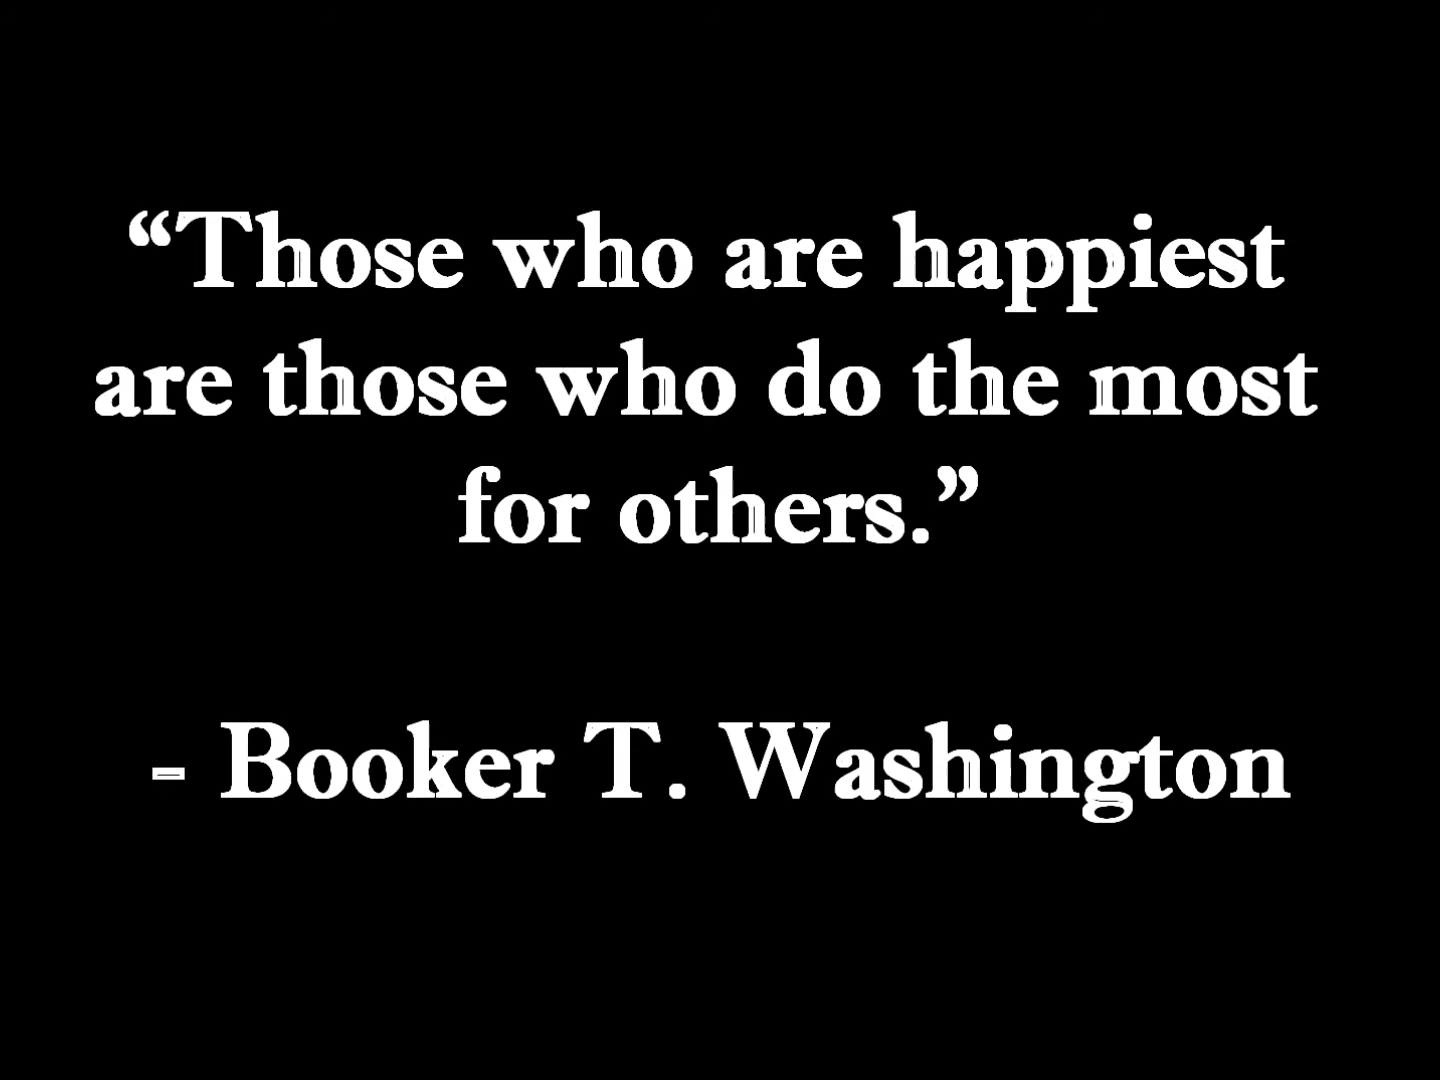 “Those who are happiest
are those who do the most
for others.”
- Booker T. Washington